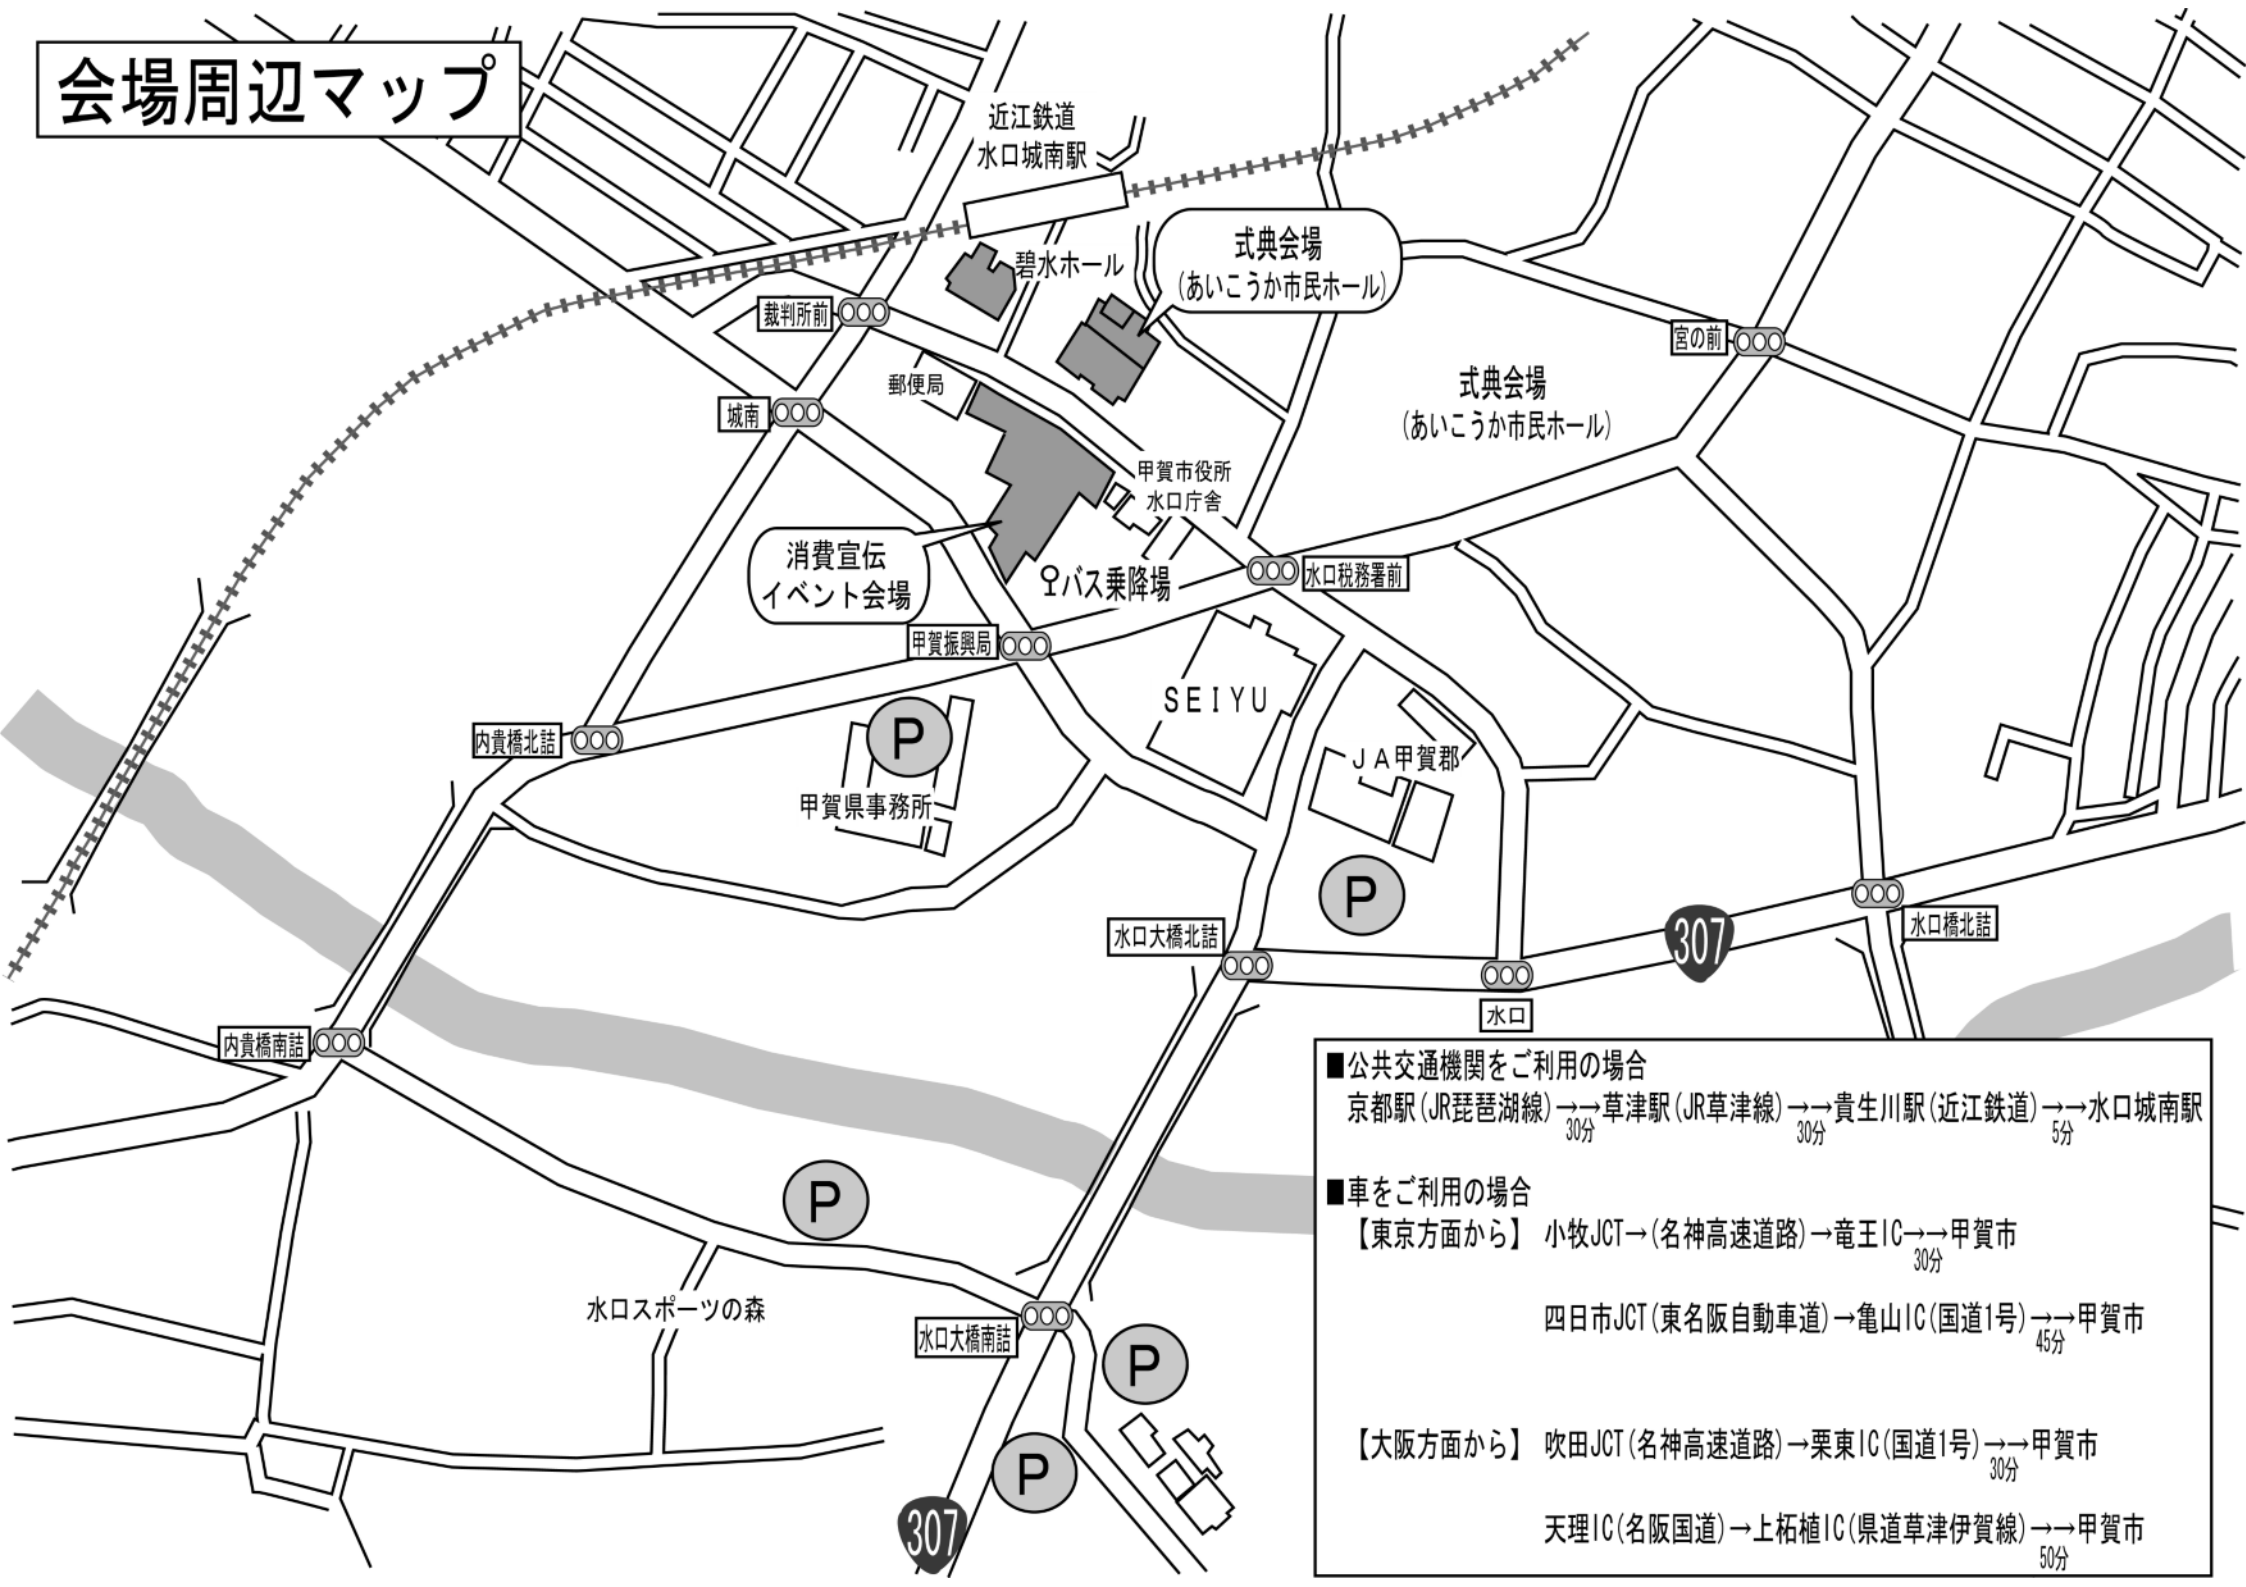 会場周辺マップ
近江鉄道
水口城南駅
碧水ホール
式典会場
(あいこうか市民ホール)
裁判所前
宮の前
郵便局
城南
式典会場
(あいこうか市民ホール)
甲賀市役所
水口庁舎
消費宣伝
イベント会場
バス乗降場
水口税務署前
甲賀振興局
SEIYU
内貴橋北詰
P
JA甲賀郡
甲賀県事務所
P
水口大橋北詰
307
水口橋北詰
水口
内貴橋南詰
P
水口スポーツの森
水口大橋南詰
P
P
307
■公共交通機関をご利用の場合
京都駅(JR琵琶湖線)→→草津駅(JR草津線)→→貴生川駅(近江鉄道)→→水口城南駅
30分 30分 5分
■車をご利用の場合
【東京方面から】 小牧JCT→(名神高速道路)→竜王IC→→甲賀市
30分
四日市JCT(東名阪自動車道)→亀山IC(国道1号)→→甲賀市
45分
【大阪方面から】 吹田JCT(名神高速道路)→栗東IC(国道1号)→→甲賀市
30分
天理IC(名阪国道)→上柘植IC(県道草津伊賀線)→→甲賀市
50分